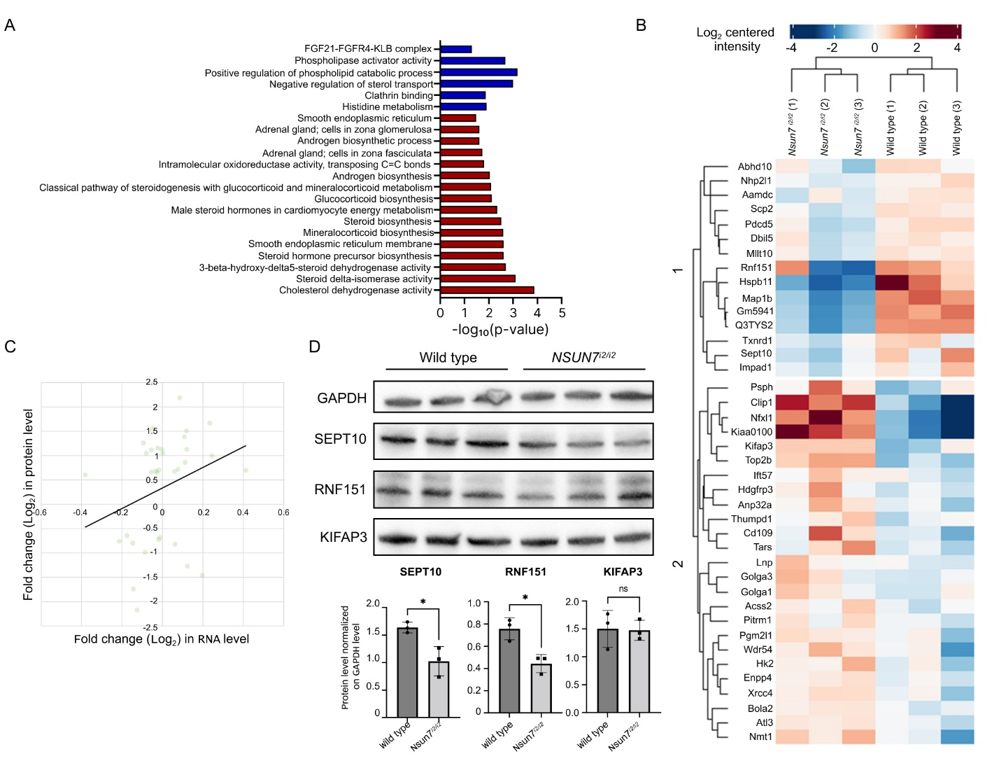 A
FGF21-FGFR4-KLB complex
Phospholipase activator activity
Positive regulation of phospholipid catabolic process
Negative regulation of sterol transport
Clathrin binding
Histidine metabolism
Smooth endoplasmic reticulum
Adrenal gland; cells in zona glomerulosa
Androgen biosynthetic process
Adrenal gland; cells in zona fasciculata
Intramolecular oxidoreductase activity, transposing C=C bonds
Androgen biosynthesis
Classical pathway of steroidogenesis with glucocorticoid and mineralocorticoid metabolism
Glucocorticoid biosynthesis
Male steroid hormones in cardiomyocyte energy metabolism
Steroid biosynthesis
Mineralocorticoid biosynthesis
Smooth endoplasmic reticulum membrane
Steroid hormone precursor biosynthesis
3-beta-hydroxy-delta5-steroid dehydrogenase activity
Steroid delta-isomerase activity
Cholesterol dehydrogenase activity
0 1 2 3 4 5
-log₁₀(p-value)
B
Log₂ centered
intensity
-4 -2 0 2 4
Nsun7 i2/i2 (1)
Nsun7 i2/i2 (2)
Nsun7 i2/i2 (3)
Wild type (1)
Wild type (2)
Wild type (3)
1
Abhd10
Nhp2l1
Aamdc
Scp2
Pdcd5
Dbil5
Mllt10
Rnf151
Hspb11
Map1b
Gm5941
Q3TYS2
Txnrd1
Sept10
Impad1
2
Psph
Clip1
Nfxl1
Kiaa0100
Kifap3
Top2b
Ift57
Hdgfrp3
Anp32a
Thumpd1
Cd109
Tars
Lnp
Golga3
Golga1
Acss2
Pitrm1
Pgm2l1
Wdr54
Hk2
Enpp4
Xrcc4
Bola2
Atl3
Nmt1
C
Fold change (Log₂) in protein level
2.5
2
1.5
1
0.5
0
-0.5
-1
-1.5
-2
-2.5
-0.6 -0.4 -0.2 0 0.2 0.4 0.6
Fold change (Log₂) in RNA level
D
Wild type NSUN7i2/i2
GAPDH
SEPT10
RNF151
KIFAP3
SEPT10 RNF151 KIFAP3
Protein level normalized
on GAPDH level
2.0
1.5
1.0
0.5
0
*
Wild type
Nsun7i2/i2
1.0
0.8
0.6
0.4
0.2
0
*
Wild type
Nsun7i2/i2
2.0
1.5
1.0
0.5
0.0
ns
Wild type
Nsun7i2/i2